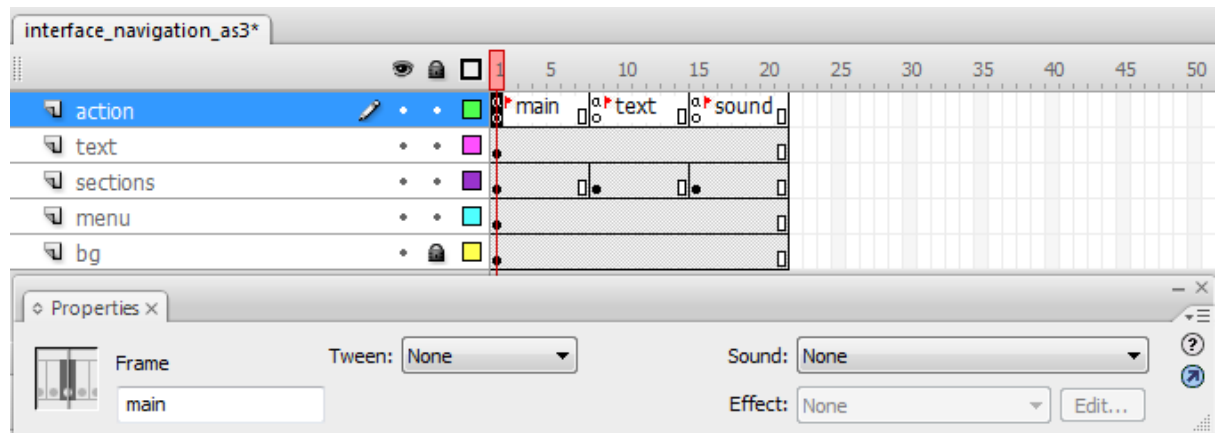 interface_navigation_as3*
1 5 10 15 20 25 30 35 40 45 50
action a main a text a sound
text
sections
menu
bg
Properties
Frame Tween: None Sound: None
main Effect: None Edit...